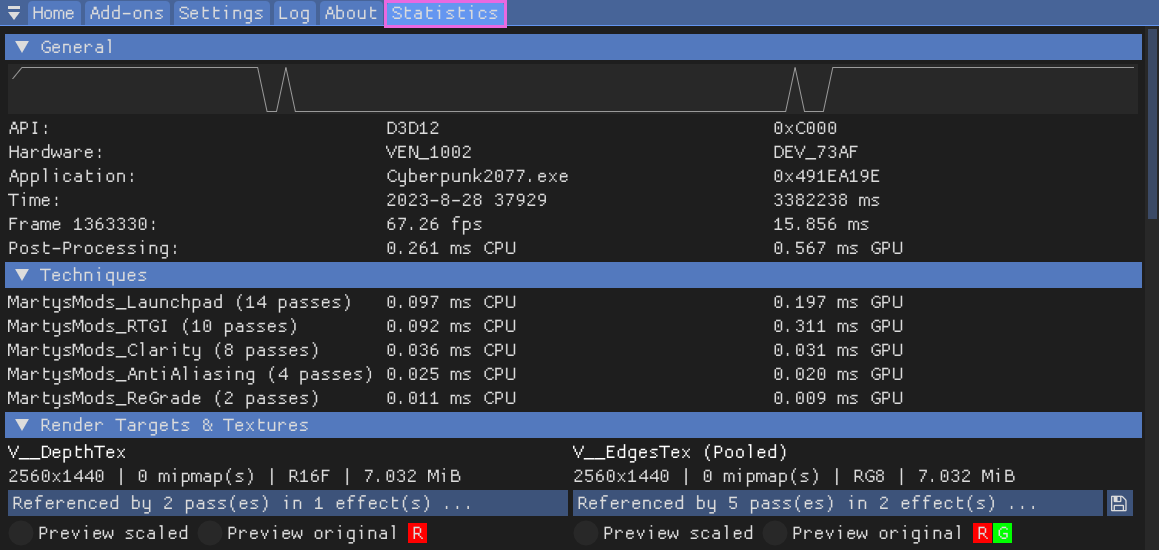 Home Add-ons Settings Log About Statistics
General
API: D3D12 0xC000
Hardware: VEN_1002 DEV_73AF
Application: Cyberpunk2077.exe 0x491EA19E
Time: 2023-8-28 37929 3382238 ms
Frame 1363330: 67.26 fps 15.856 ms
Post-Processing: 0.261 ms CPU 0.567 ms GPU
Techniques
MartysMods_Launchpad (14 passes) 0.097 ms CPU 0.197 ms GPU
MartysMods_RTGI (10 passes) 0.092 ms CPU 0.311 ms GPU
MartysMods_Clarity (8 passes) 0.036 ms CPU 0.031 ms GPU
MartysMods_AntiAliasing (4 passes) 0.025 ms CPU 0.020 ms GPU
MartysMods_ReGrade (2 passes) 0.011 ms CPU 0.009 ms GPU
Render Targets & Textures
V__DepthTex V__EdgesTex (Pooled)
2560x1440 | 0 mipmap(s) | R16F | 7.032 MiB 2560x1440 | 0 mipmap(s) | RG8 | 7.032 MiB
Referenced by 2 pass(es) in 1 effect(s) ... Referenced by 5 pass(es) in 2 effect(s) ...
Preview scaled Preview original R Preview scaled Preview original R G